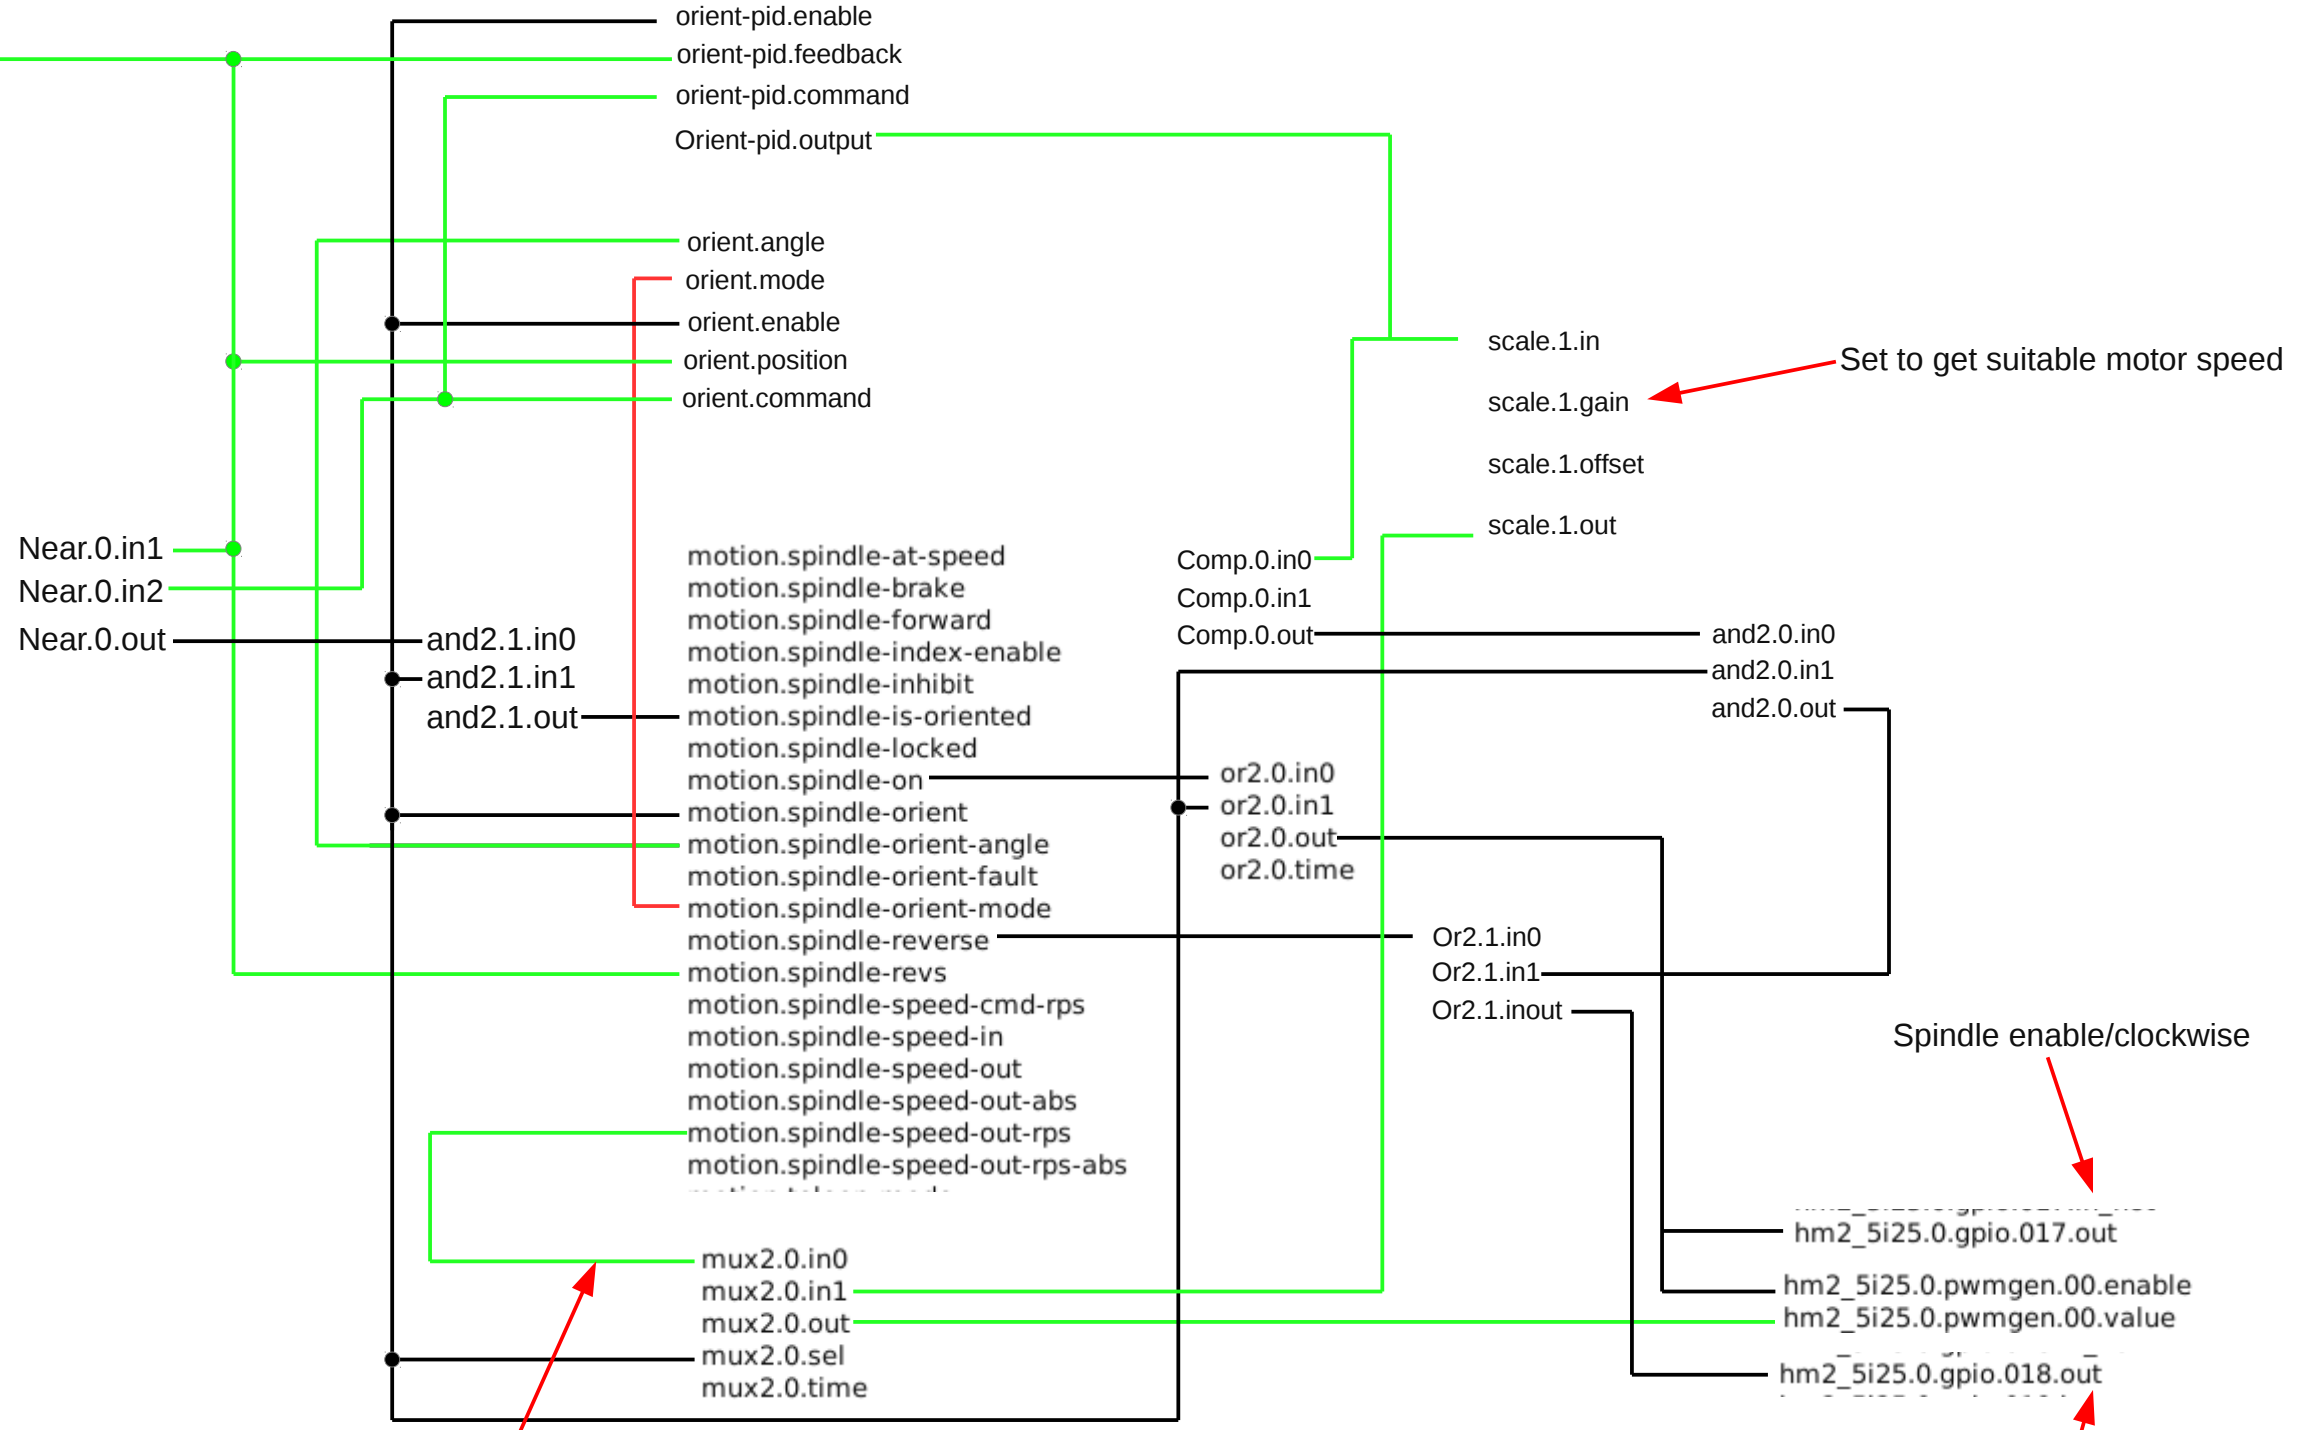 orient-pid.enable
orient-pid.feedback
orient-pid.command
Orient-pid.output
orient.angle
orient.mode
orient.enable
orient.position
orient.command
scale.1.in
Set to get suitable motor speed
scale.1.gain
scale.1.offset
scale.1.out
Near.0.in1
Near.0.in2
Near.0.out
and2.1.in0
and2.1.in1
and2.1.out
motion.spindle-at-speed
motion.spindle-brake
motion.spindle-forward
motion.spindle-index-enable
motion.spindle-inhibit
motion.spindle-is-oriented
motion.spindle-locked
motion.spindle-on
motion.spindle-orient
motion.spindle-orient-angle
motion.spindle-orient-fault
motion.spindle-orient-mode
motion.spindle-reverse
motion.spindle-revs
motion.spindle-speed-cmd-rps
motion.spindle-speed-in
motion.spindle-speed-out
motion.spindle-speed-out-abs
motion.spindle-speed-out-rps
motion.spindle-speed-out-rps-abs
Comp.0.in0
Comp.0.in1
Comp.0.out
and2.0.in0
and2.0.in1
and2.0.out
or2.0.in0
or2.0.in1
or2.0.out
or2.0.time
Or2.1.in0
Or2.1.in1
Or2.1.inout
Spindle enable/clockwise
mux2.0.in0
mux2.0.in1
mux2.0.out
mux2.0.sel
mux2.0.time
hm2_5i25.0.gpio.017.out
hm2_5i25.0.pwmgen.00.enable
hm2_5i25.0.pwmgen.00.value
hm2_5i25.0.gpio.018.out